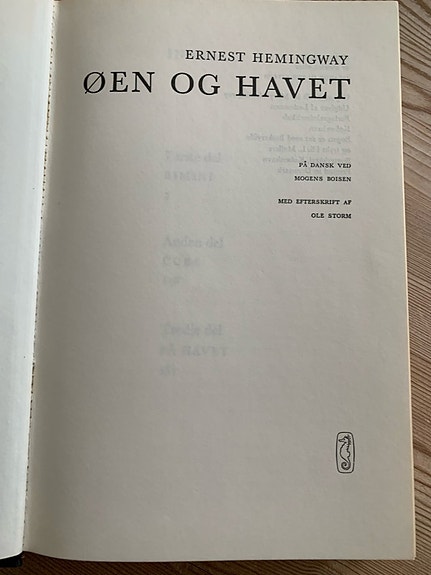 ERNEST HEMINGWAY
ØEN OG HAVET
PÅ DANSK VED
MOGENS BOISEN
MED EFTERSKRIFT AF
OLE STORM